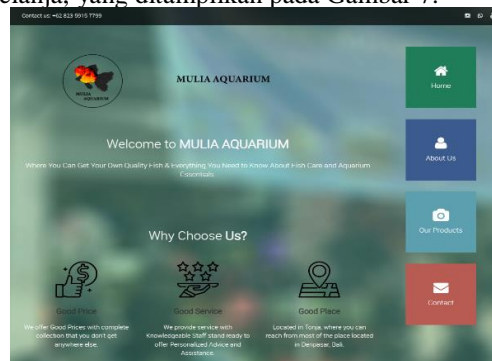 elanja, yang ditampilkan pada Gambar 7.
Contact us: +62 823 5915 7799
MULIA
AQUARIUM
MULIA AQUARIUM
Home
Welcome to MULIA AQUARIUM
Where You Can Get Your Own Quality Fish & Everything You Need to Know About Fish Care and Aquarium
Essentials
About Us
Our Products
Why Choose Us?
Good Price
Good Service
Good Place
We offer Good Prices with complete
collection that you don't get
anywhere else.
We provide service with
Knowledgeable Staff stand ready to
offer Personalized Advice and
Assistance.
Located in Tonja, where you can
reach from most of the place located
in Denpasar, Bali.
Contact